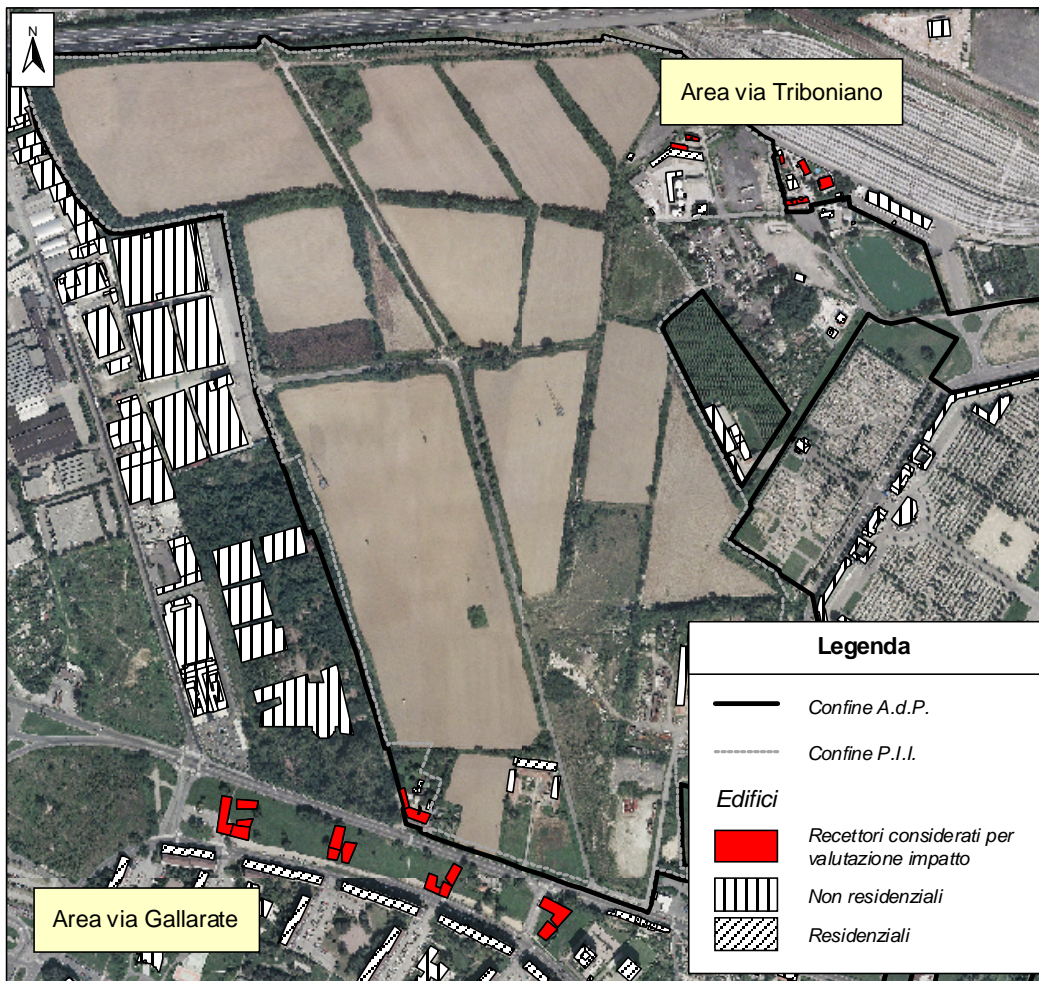 N
Area via Triboniano
Area via Gallarate
Legenda
Confine A.d.P.
Confine P.I.I.
Edifici
Recettori considerati per
valutazione impatto
Non residenziali
Residenziali